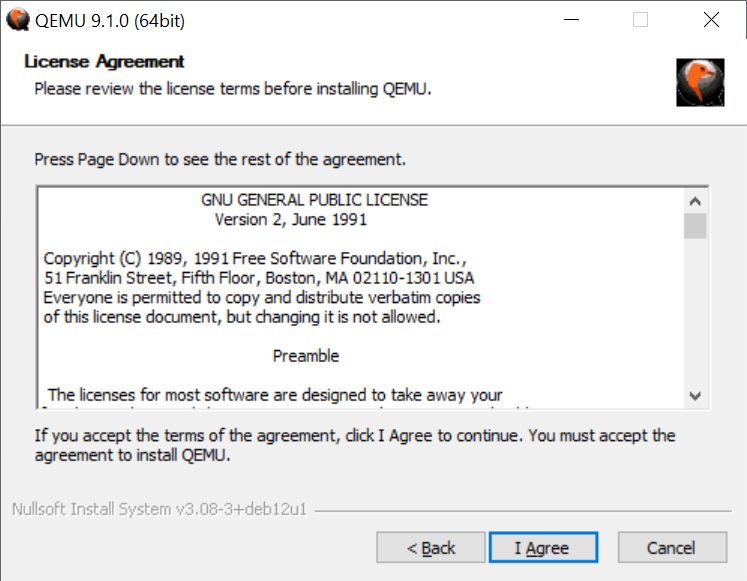 QEMU 9.1.0 (64bit)
License Agreement
Please review the license terms before installing QEMU.
Press Page Down to see the rest of the agreement.
GNU GENERAL PUBLIC LICENSE
Version 2, June 1991
Copyright (C) 1989, 1991 Free Software Foundation, Inc.,
51 Franklin Street, Fifth Floor, Boston, MA 02110-1301 USA
Everyone is permitted to copy and distribute verbatim copies
of this license document, but changing it is not allowed.
Preamble
The licenses for most software are designed to take away your
If you accept the terms of the agreement, click I Agree to continue. You must accept the
agreement to install QEMU.
Nullsoft Install System v3.08-3+deb12u1
< Back
I Agree
Cancel